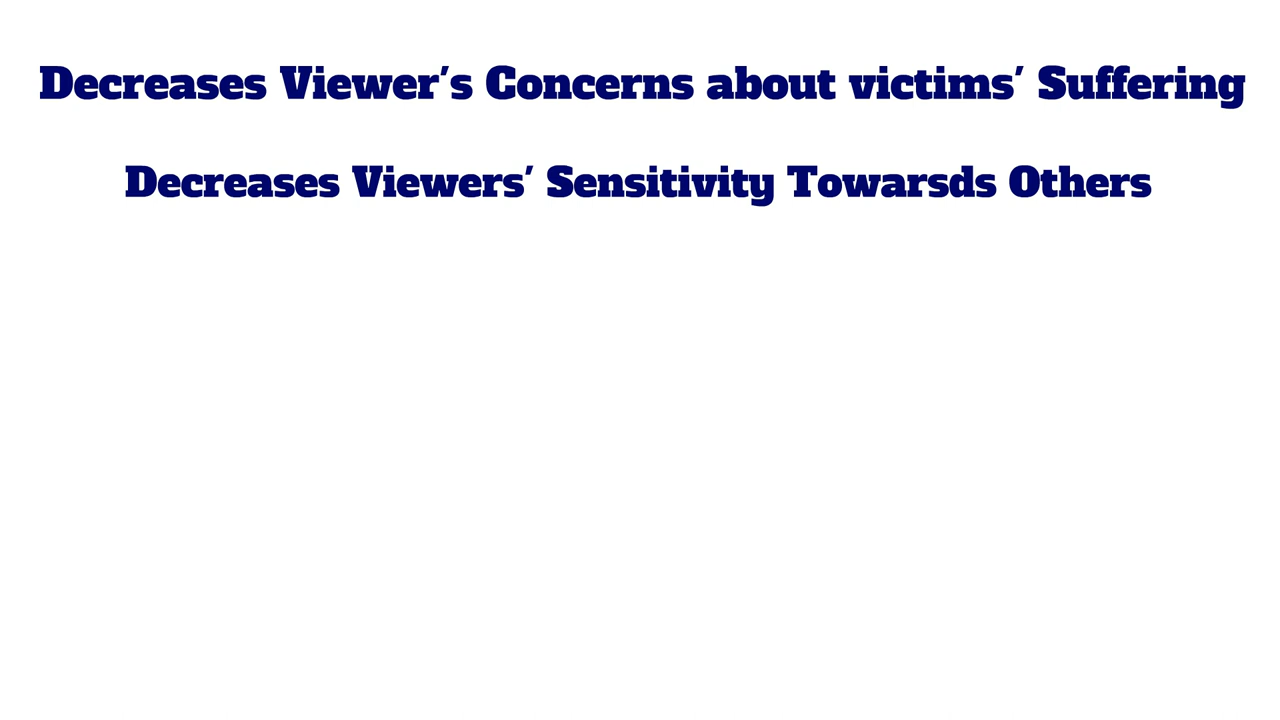 Decreases Viewer’s Concerns about victims’ Suffering
Decreases Viewers’ Sensitivity Towarsds Others